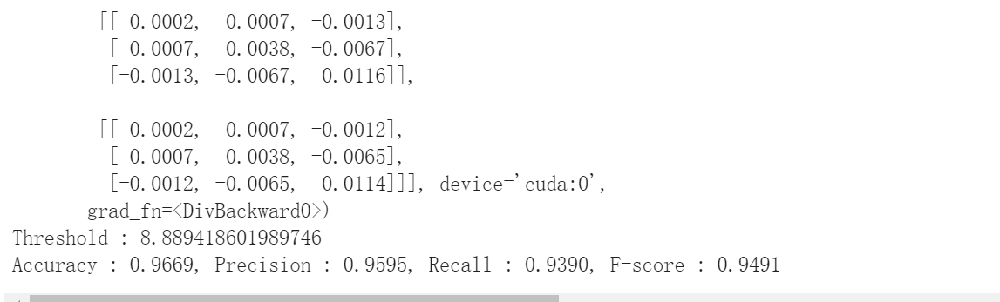 [[ 0.0002,  0.0007, -0.0013],
[ 0.0007,  0.0038, -0.0067],
[-0.0013, -0.0067,  0.0116]],
[[ 0.0002,  0.0007, -0.0012],
[ 0.0007,  0.0038, -0.0065],
[-0.0012, -0.0065,  0.0114]]], device='cuda:0',
grad_fn=<DivBackward0>)
Threshold : 8.889418601989746
Accuracy : 0.9669, Precision : 0.9595, Recall : 0.9390, F-score : 0.9491